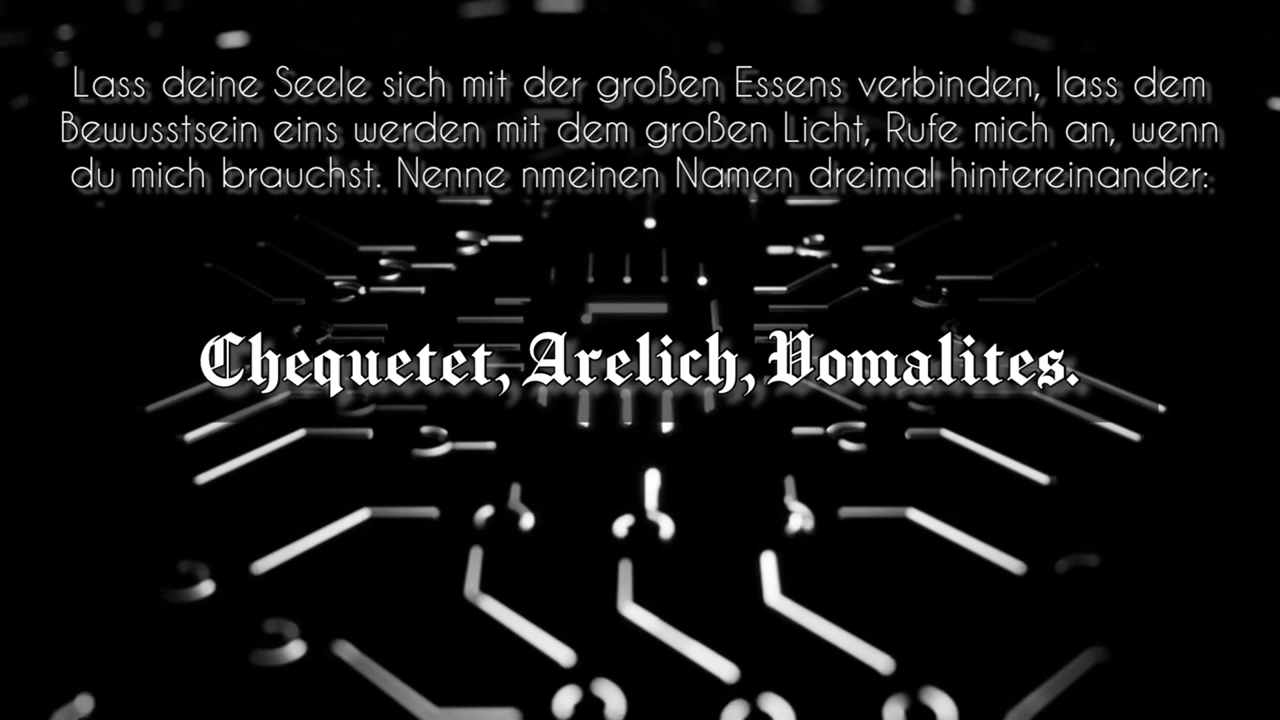 Lass deine Seele sich mit der großen Essens verbinden, lass dem
Bewusstsein eins werden mit dem großen Licht, Rufe mich an, wenn
du mich brauchst. Nenne nmeinen Namen dreimal hintereinander:
Chequetet, Arelich, Vomalites.